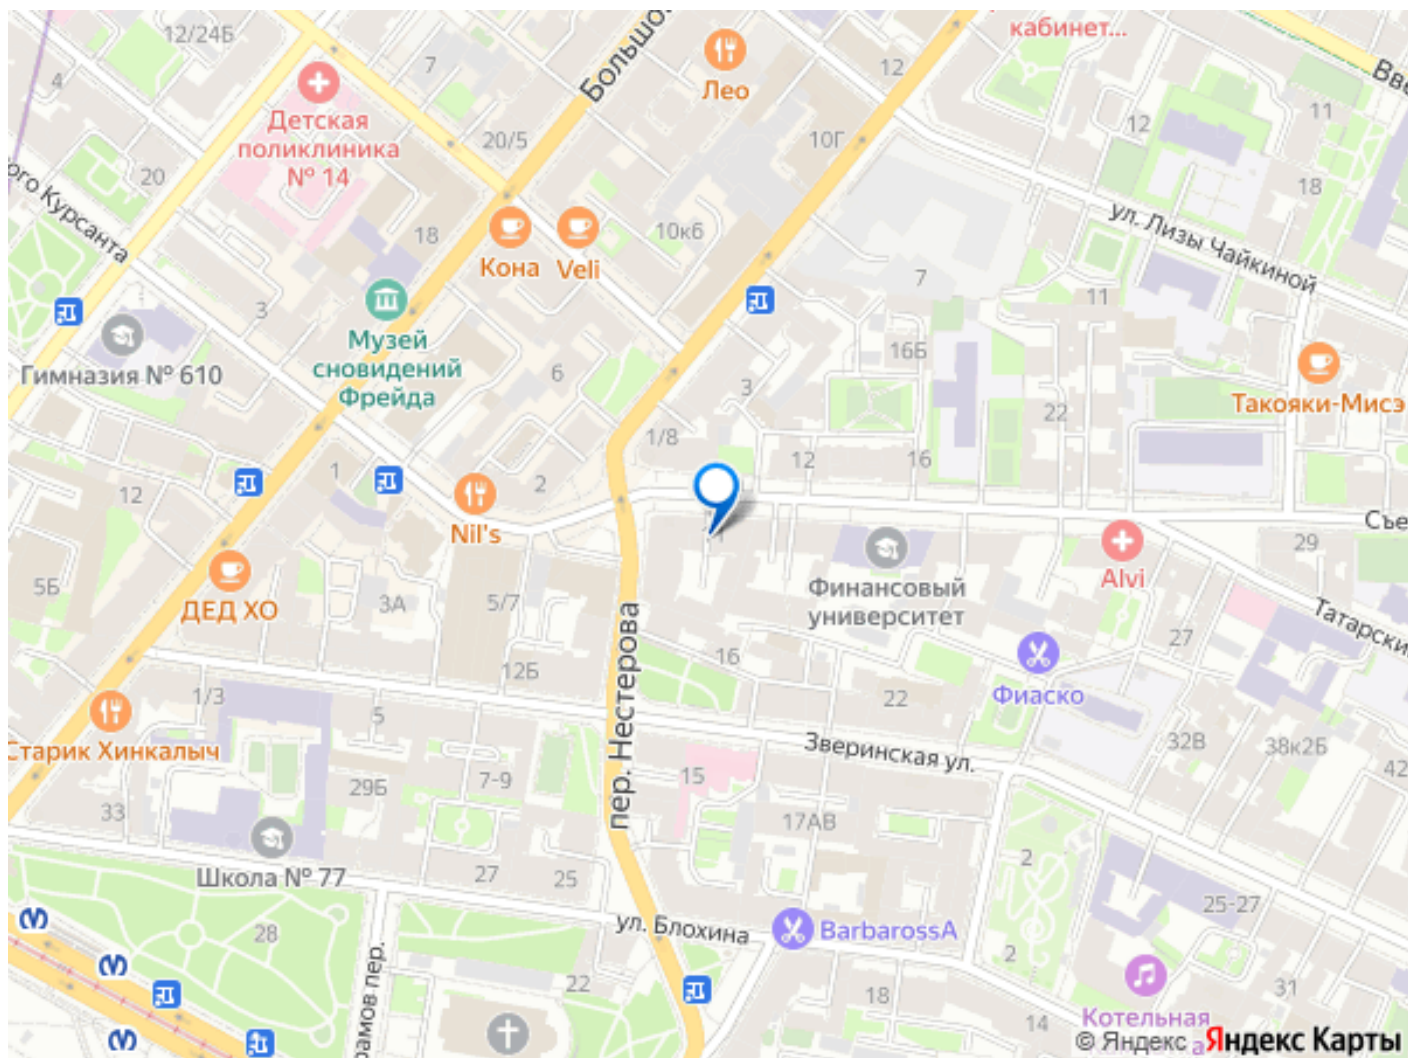 12/24Б
7
Большо
12
кабинет...
Вве
4
Лео
11
Детская
поликлиника
№ 14
20/5
10Г
12
20
18
ого Курсанта
18
10к6
ул. Лизы Чайкиной
Кона
Veli
7
11
3
Музей
сновидений
Фрейда
16Б
Гимназия № 610
6
3
22
Такояки-Мисэ
1/8
12
16
1
2
12
Nil's
Съе
29
5Б
ДЕД ХО
3А
5/7
Финансовый
университет
Alvi
Татарски
27
12Б
16
пер. Нестерова
Фиаско
1/3
5
22
Старик Хинкалыч
Зверинская ул.
32В
38к2Б
42
29Б
7-9
15
33
17АВ
Школа № 77
27
25
2
25-27
28
ул. Блохина
BarbarossA
2
рамов пер.
22
18
14
31
Котельная
а
© Яндекс Яндекс Карты